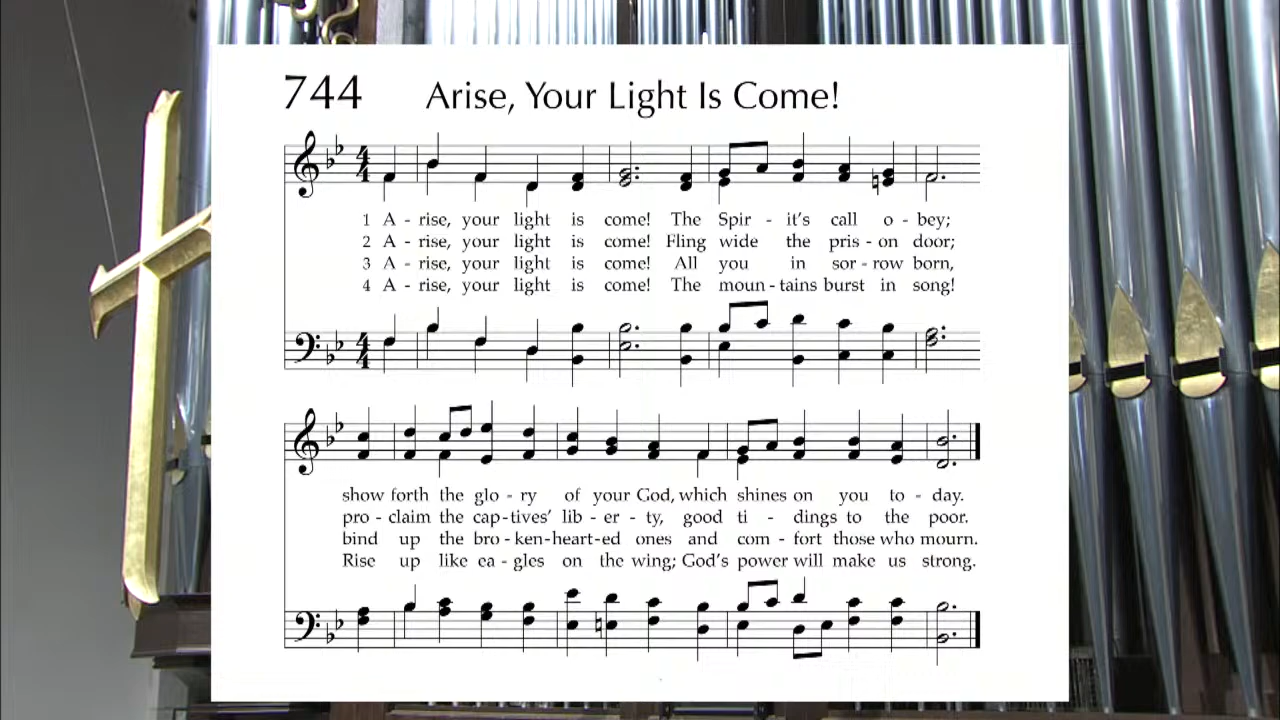 744 Arise, Your Light Is Come!
4
4
1 A - rise, your light is come! The Spir - it's call o - bey;
2 A - rise, your light is come! Fling wide the pris - on door;
3 A - rise, your light is come! All you in sor - row born,
4 A - rise, your light is come! The moun - tains burst in song!
4
4
show forth the glo - ry of your God, which shines on you to - day.
pro - claim the cap - tives' lib - er - ty, good ti - dings to the poor.
bind up the bro - ken - heart - ed ones and com - fort those who mourn.
Rise up like ea - gles on the wing; God's power will make us strong.